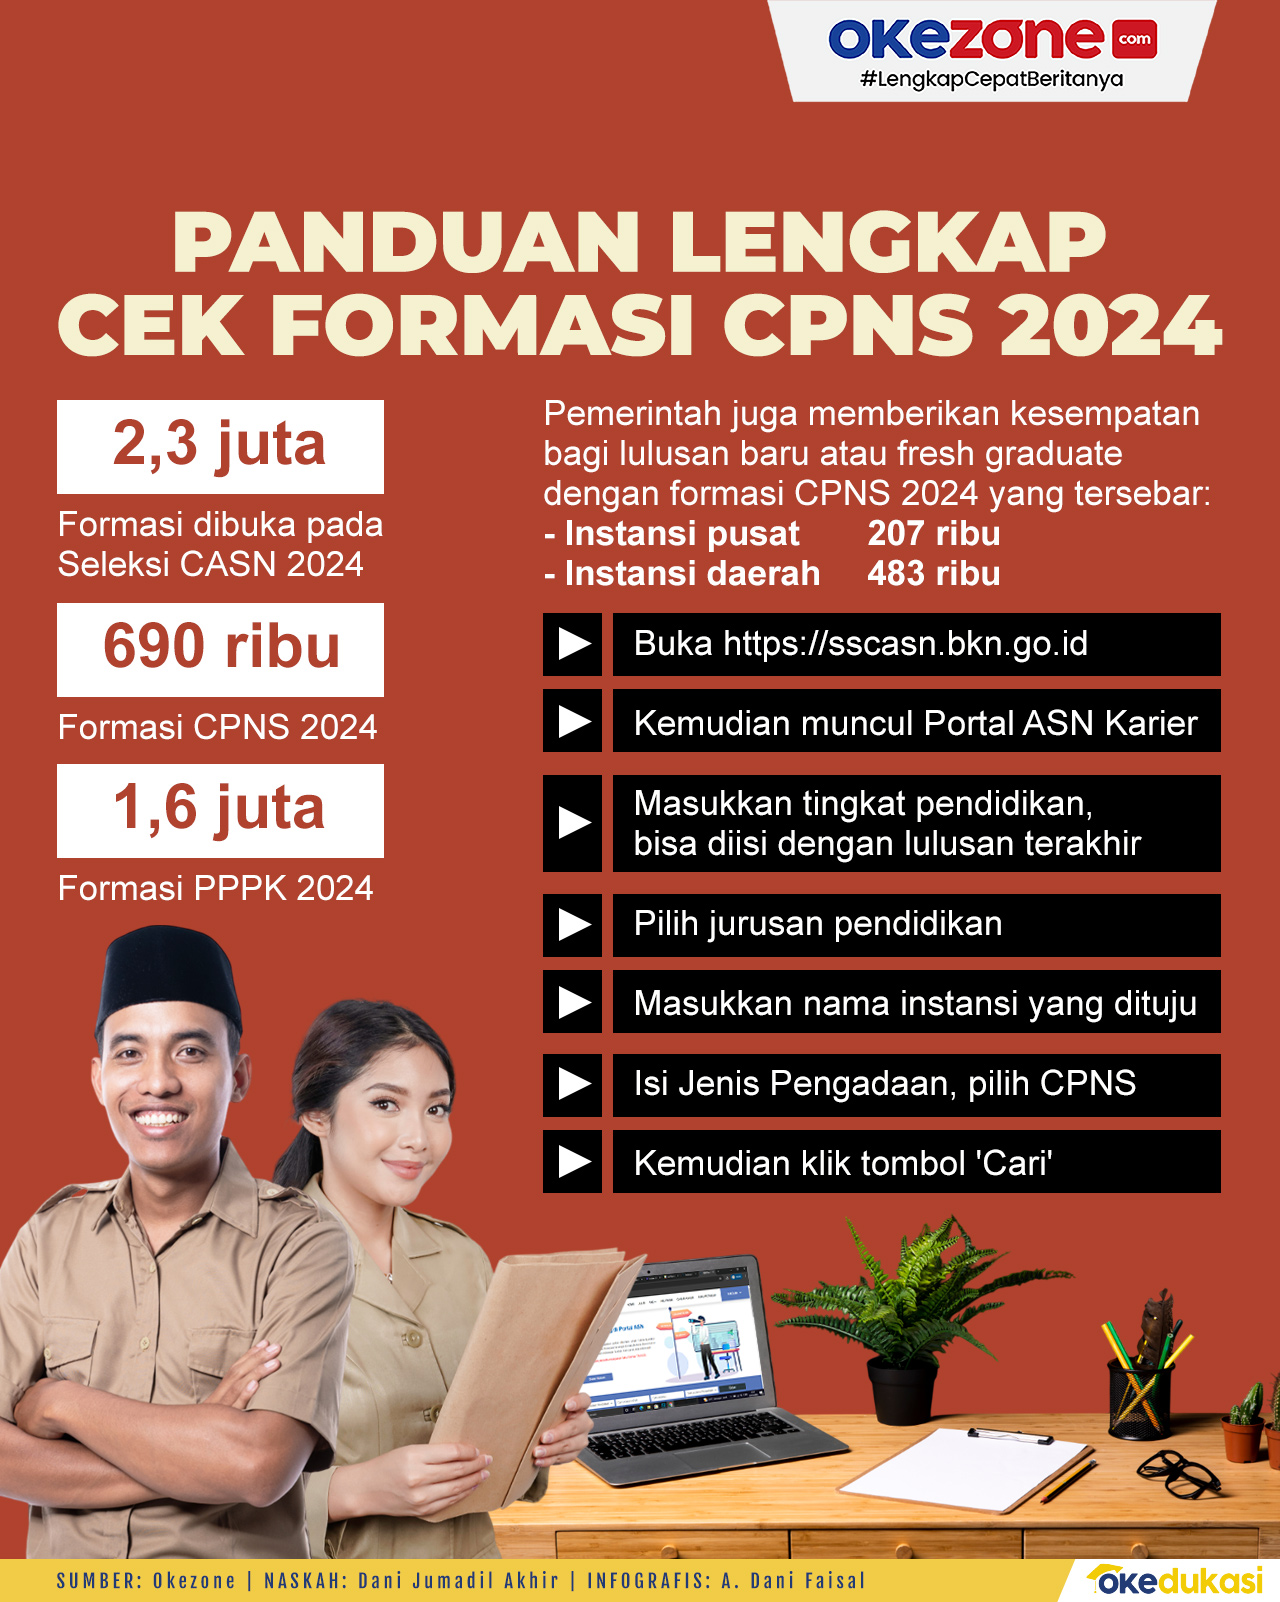 okezone.com
#LengkapCepatBeritanya
PANDUAN LENGKAP
CEK FORMASI CPNS 2024
2,3 juta
Formasi dibuka pada
Seleksi CASN 2024
690 ribu
Formasi CPNS 2024
1,6 juta
Formasi PPPK 2024
Pemerintah juga memberikan kesempatan
bagi lulusan baru atau fresh graduate
dengan formasi CPNS 2024 yang tersebar:
- Instansi pusat 207 ribu
- Instansi daerah 483 ribu
Buka https://sscasn.bkn.go.id
Kemudian muncul Portal ASN Karier
Masukkan tingkat pendidikan,
bisa diisi dengan lulusan terakhir
Pilih jurusan pendidikan
Masukkan nama instansi yang dituju
Isi Jenis Pengadaan, pilih CPNS
Kemudian klik tombol 'Cari'
SUMBER: Okezone | NASKAH: Dani Jumadil Akhir | INFOGRAFIS: A. Dani Faisal
okedukasi